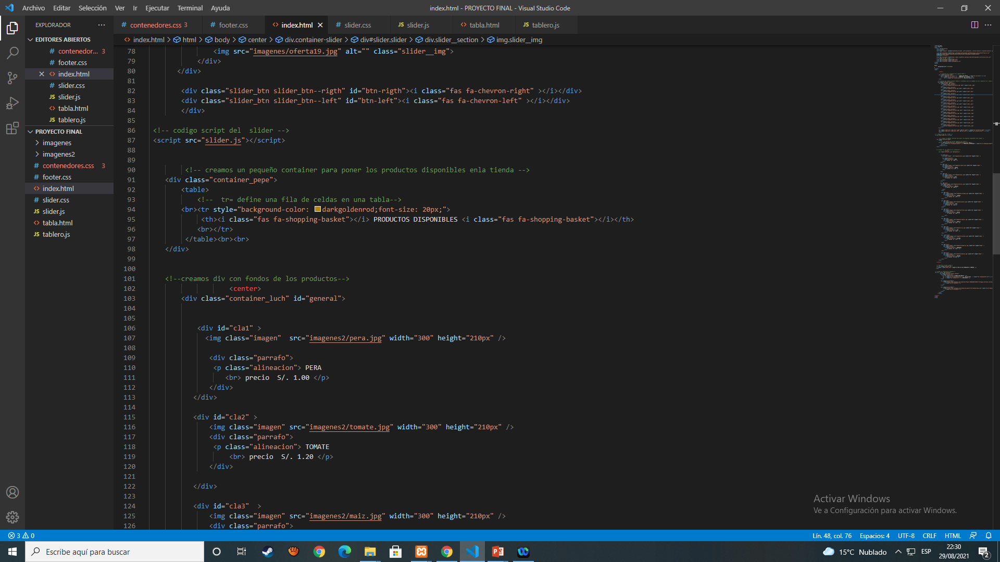 Archivo Editar Selección Ver Ir Ejecutar Terminal Ayuda
index.html - PROYECTO FINAL - Visual Studio Code
EXPLORADOR
EDITORES ABIERTOS
# contenedor... 3
# footer.css
<> index.html
# slider.css
JS slider.js
<> tabla.html
JS tablero.js
PROYECTO FINAL
imagenes
imagenes2
# contenedores.css 3
# footer.css
<> index.html
# slider.css
JS slider.js
<> tabla.html
JS tablero.js
# contenedores.css 3 # footer.css <> index.html # slider.css JS slider.js <> tabla.html JS tablero.js
<> index.html > html > body > center > div.container-slider > div#slider.slider > div.slider__section > img.slider__img
78 <img src="imagenes/oferta19.jpg" alt="" class="slider__img">
79 </div>
80 </div>
81
82 <div class="slider_btn slider_btn--rigth" id="btn-rigth"><i class="fas fa-chevron-right" ></i></div>
83 <div class="slider_btn slider_btn--left" id="btn-left"><i class="fas fa-chevron-left" ></i></div>
84 </div>
85
86 <!-- codigo script del  slider -->
87 <script src="slider.js"></script>
88
89
90 <!-- creamos un pequeño container para poner los productos disponibles enla tienda -->
91 <div class="container_pepe">
92 <table>
93 <!--  tr= define una fila de celdas en una tabla-->
94 <br><tr style="background-color: darkgoldenrod;font-size: 20px;">
95 <th><i class="fas fa-shopping-basket"></i> PRODUCTOS DISPONIBLES <i class="fas fa-shopping-basket"></i></th>
96 <br></tr>
97 </table><br><br>
98 </div>
99
100
101 <!--creamos div con fondos de los productos-->
102 <center>
103 <div class="container_luch" id="general">
104
105
106 <div id="cla1" >
107 <img class="imagen"  src="imagenes2/pera.jpg" width="300" height="210px" />
108
109 <div class="parrafo">
110 <p class="alineacion"> PERA
111 <br> precio  S/. 1.00 </p>
112 </div>
113 </div>
114
115 <div id="cla2" >
116 <img class="imagen" src="imagenes2/tomate.jpg" width="300" height="210px" />
117 <div class="parrafo">
118 <p class="alineacion"> TOMATE
119 <br> precio  S/. 1.20 </p>
120 </div>
121
122 </div>
123
124 <div id="cla3"  >
125 <img class="imagen" src="imagenes2/maiz.jpg" width="300" height="210px" />
126 <div class="parrafo">
Activar Windows
Ve a Configuración para activar Windows.
3 0
Lín. 48, col. 76 Espacios: 4 UTF-8 CRLF HTML
Escribe aquí para buscar
15°C Nublado
ESP
22:30
29/08/2021
2